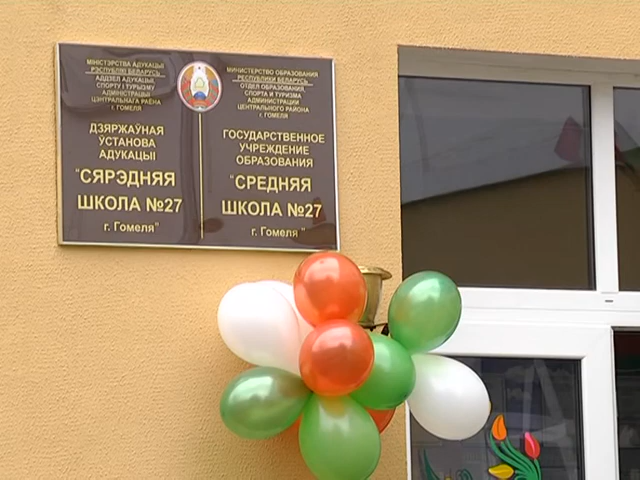 МІНІСТЭРСТВА АДУКАЦЫІ
РЭСПУБЛІКІ БЕЛАРУСЬ
АДДЗЕЛ АДУКАЦЫІ,
СПОРТУ І ТУРЫЗМУ
АДМІНІСТРАЦЫІ
ЦЭНТРАЛЬНАГА РАЁНА
г. ГОМЕЛЯ
ДЗЯРЖАЎНАЯ
ЎСТАНОВА
АДУКАЦЫІ
"СЯРЭДНЯЯ
ШКОЛА №27
г. Гомеля"
МИНИСТЕРСТВО ОБРАЗОВАНИЯ
РЕСПУБЛИКИ БЕЛАРУСЬ
ОТДЕЛ ОБРАЗОВАНИЯ,
СПОРТА И ТУРИЗМА
АДМИНИСТРАЦИИ
ЦЕНТРАЛЬНОГО РАЙОНА
г. ГОМЕЛЯ
ГОСУДАРСТВЕННОЕ
УЧРЕЖДЕНИЕ
ОБРАЗОВАНИЯ
"СРЕДНЯЯ
ШКОЛА №27
г. Гомеля"